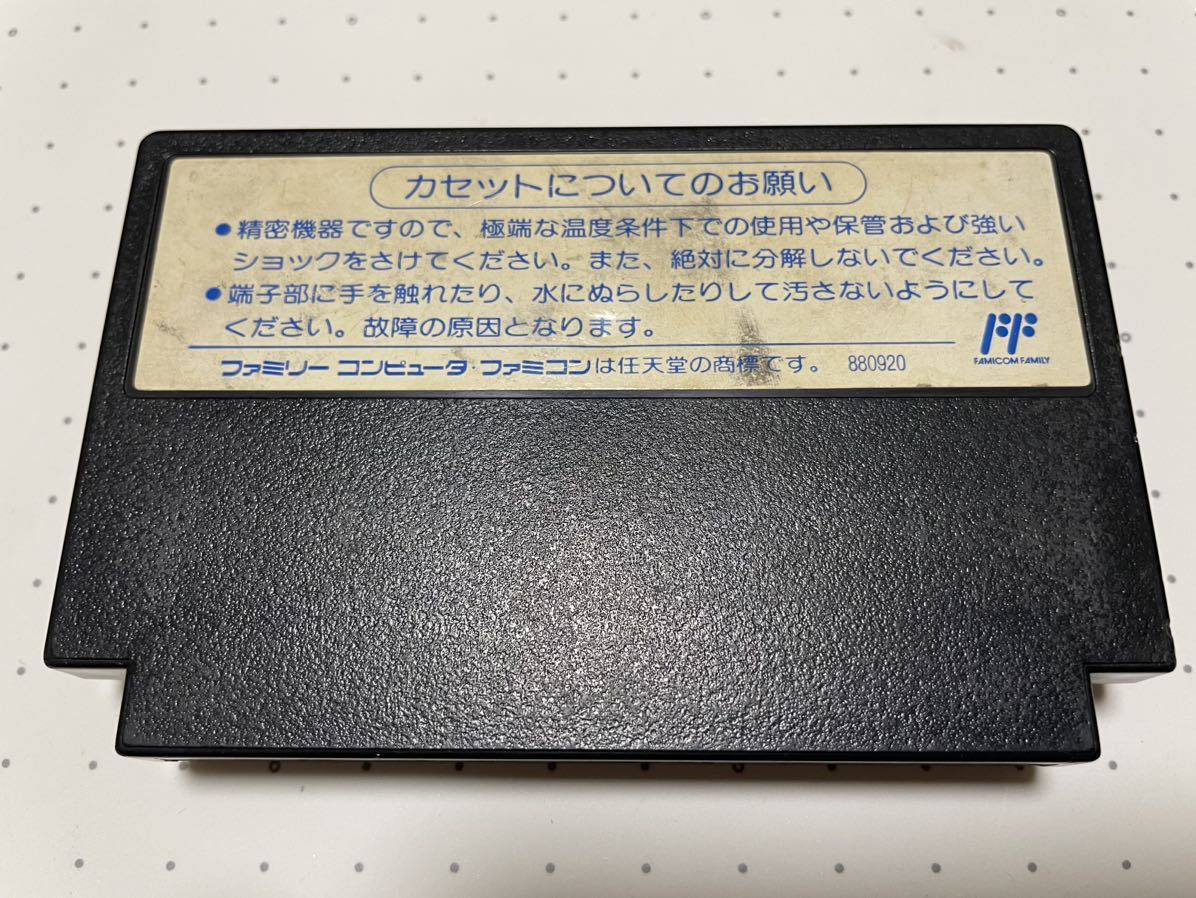 カセットについてのお願い
●精密機器ですので、極端な温度条件下での使用や保管および強い
ショックをさけてください。また、絶対に分解しないでください。
●端子部に手を触れたり、水にぬらしたりして汚さないようにして
ください。故障の原因となります。
FF
FAMICOM FAMILY
ファミリー コンピュータ・ファミコンは任天堂の商標です。 880920